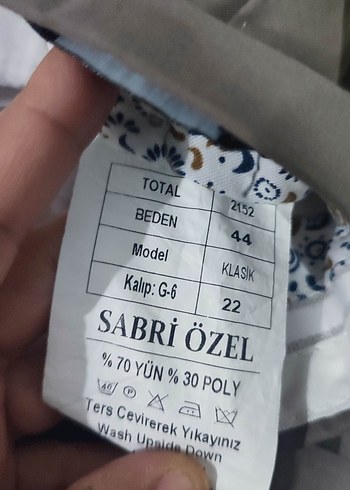 TOTAL 2152
BEDEN 44
Model KLASİK
Kalıp: G-6 22
SABRİ ÖZEL
% 70 YÜN % 30 POLY
40 P
Ters Çevirerek Yıkayınız
Wash Upside Down